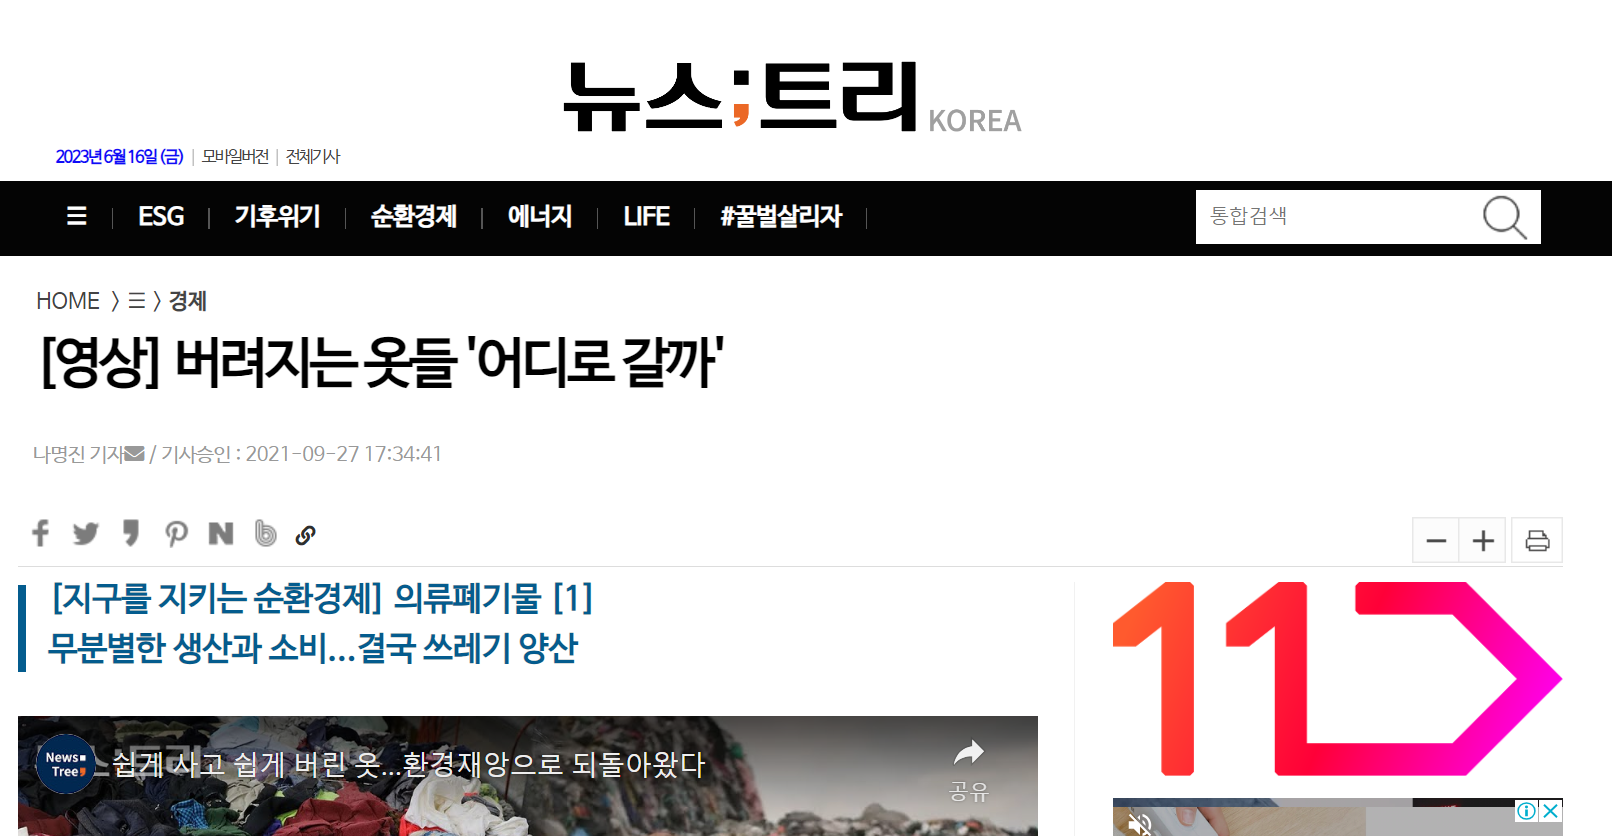 뉴스;트리 KOREA
2023년 6월 16일 (금) | 모바일버전 | 전체기사
☰ | ESG | 기후위기 | 순환경제 | 에너지 | LIFE | #꿀벌살리자 |
통합검색
HOME > ☰ > 경제
[영상] 버려지는 옷들 '어디로 갈까'
나명진 기자 / 기사승인 : 2021-09-27 17:34:41
[지구를 지키는 순환경제] 의류폐기물 [1]
무분별한 생산과 소비...결국 쓰레기 양산
11
뉴스;트리
News
Tree
쉽게 사고 쉽게 버린 옷...환경재앙으로 되돌아왔다
공유